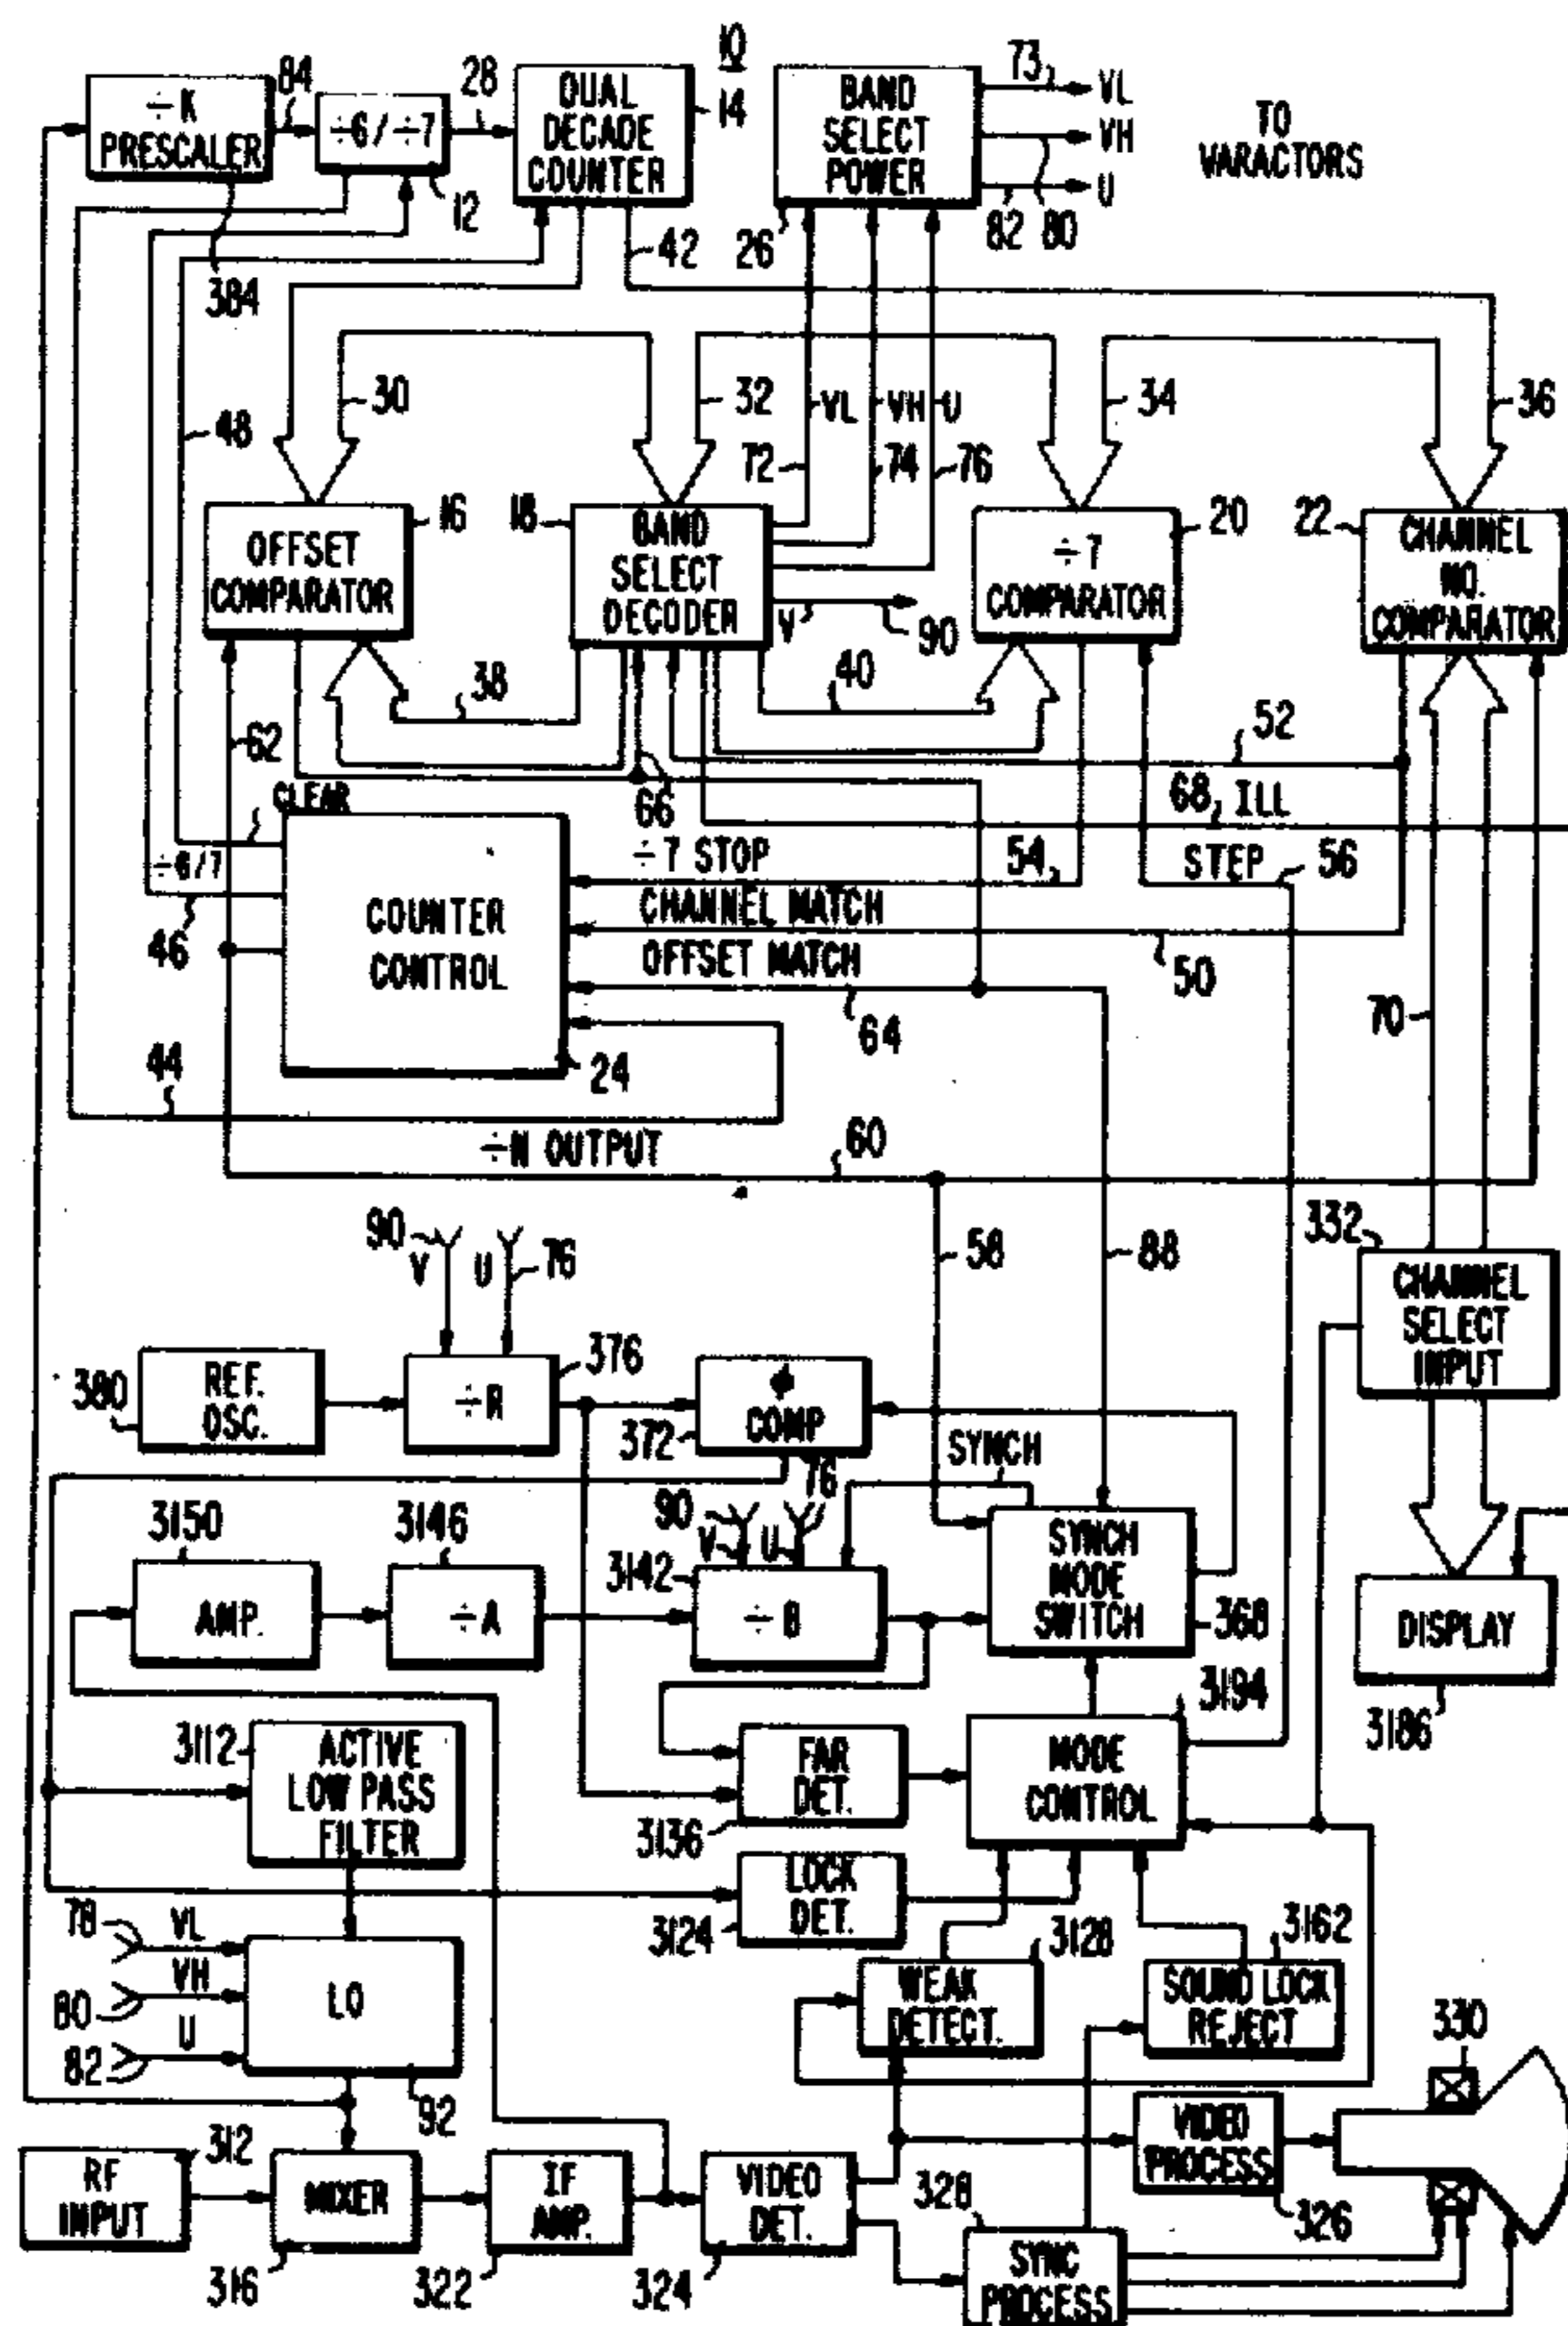 10
84
28
73
÷K
PRESCALER
÷6/÷7
DUAL
DECADE
COUNTER
14
BAND
SELECT
POWER
VL
VH
U
TO
VARACTORS
12
42
26
82
80
384
30
32
VL
VH
U
34
36
48
72
74
76
16
18
20
22
OFFSET
COMPARATOR
BAND
SELECT
DECODER
V
90
÷7
COMPARATOR
CHANNEL
NO.
COMPARATOR
38
40
62
52
CLEAR
66
68
ILL
÷6/7
÷7 STOP
54
STEP
56
46
COUNTER
CONTROL
CHANNEL MATCH
50
OFFSET MATCH
64
70
44
24
÷N OUTPUT
60
90
V
U
76
58
88
332
CHANNEL
SELECT
INPUT
380
REF.
OSC.
÷R
376
372
Φ
COMP
SYNCH
76
3150
3146
90
V
U
3142
AMP.
÷A
÷B
SYNCH
MODE
SWITCH
368
DISPLAY
3186
3194
3112
ACTIVE
LOW PASS
FILTER
FAR
DET.
3136
MODE
CONTROL
LOCK
DET.
3124
78
VL
VH
80
U
82
LO
92
3128
3162
WEAK
DETECT.
SOUND LOCK
REJECT
330
312
RF
INPUT
MIXER
316
IF
AMP.
322
VIDEO
DET.
324
328
VIDEO
PROCESS
326
SYNC
PROCESS